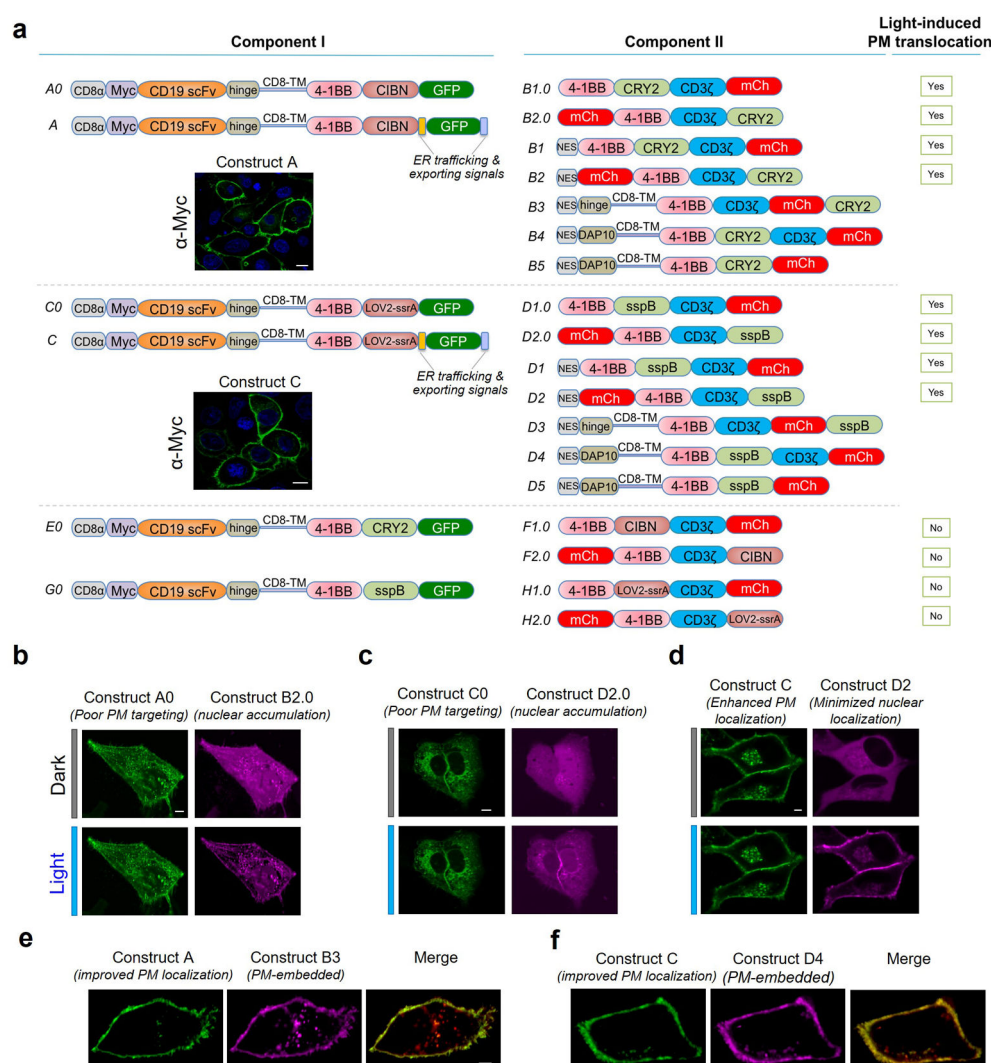 a
Component I
Component II
Light-induced
PM translocation
A0 CD8α Myc CD19 scFv hinge CD8-TM 4-1BB CIBN GFP
B1.0 4-1BB CRY2 CD3ζ mCh Yes
A CD8α Myc CD19 scFv hinge CD8-TM 4-1BB CIBN GFP
B2.0 mCh 4-1BB CD3ζ CRY2 Yes
ER trafficking &
exporting signals
B1 NES 4-1BB CRY2 CD3ζ mCh Yes
Construct A
α-Myc
B2 NES mCh 4-1BB CD3ζ CRY2 Yes
B3 NES hinge CD8-TM 4-1BB CD3ζ mCh CRY2
B4 NES DAP10 CD8-TM 4-1BB CRY2 CD3ζ mCh
B5 NES DAP10 CD8-TM 4-1BB CRY2 mCh
C0 CD8α Myc CD19 scFv hinge CD8-TM 4-1BB LOV2-ssrA GFP
D1.0 4-1BB sspB CD3ζ mCh Yes
C CD8α Myc CD19 scFv hinge CD8-TM 4-1BB LOV2-ssrA GFP
D2.0 mCh 4-1BB CD3ζ sspB Yes
ER trafficking &
exporting signals
D1 NES 4-1BB sspB CD3ζ mCh Yes
Construct C
α-Myc
D2 NES mCh 4-1BB CD3ζ sspB Yes
D3 NES hinge CD8-TM 4-1BB CD3ζ mCh sspB
D4 NES DAP10 CD8-TM 4-1BB sspB CD3ζ mCh
D5 NES DAP10 CD8-TM 4-1BB sspB mCh
E0 CD8α Myc CD19 scFv hinge CD8-TM 4-1BB CRY2 GFP
F1.0 4-1BB CIBN CD3ζ mCh No
F2.0 mCh 4-1BB CD3ζ CIBN No
G0 CD8α Myc CD19 scFv hinge CD8-TM 4-1BB sspB GFP
H1.0 4-1BB LOV2-ssrA CD3ζ mCh No
H2.0 mCh 4-1BB CD3ζ LOV2-ssrA No
b
Construct A0
(Poor PM targeting)
Construct B2.0
(nuclear accumulation)
Dark
Light
c
Construct C0
(Poor PM targeting)
Construct D2.0
(nuclear accumulation)
d
Construct C
(Enhanced PM
localization)
Construct D2
(Minimized nuclear
localization)
e
Construct A
(improved PM localization)
Construct B3
(PM-embedded)
Merge
f
Construct C
(improved PM localization)
Construct D4
(PM-embedded)
Merge